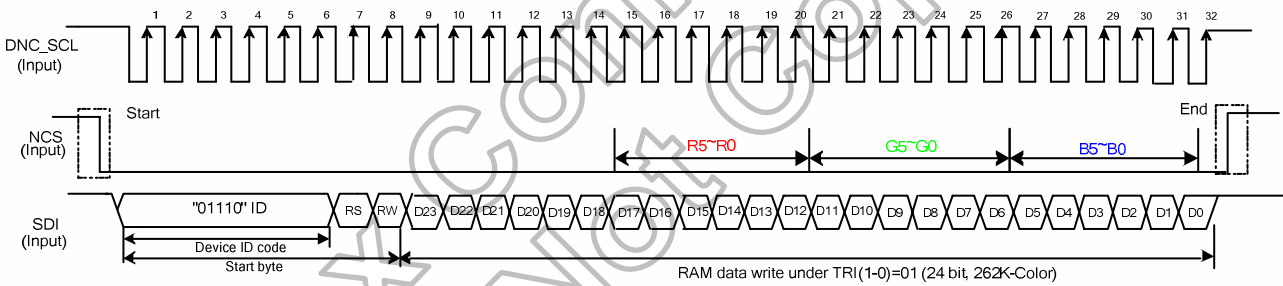 1 2 3 4 5 6 7 8 9 10 11 12 13 14 15 16 17 18 19 20 21 22 23 24 25 26 27 28 29 30 31 32
DNC_SCL
(Input)
Start
End
NCS
(Input)
R5~R0
G5~G0
B5~B0
"01110" ID
RS
RW
D23 D22 D21 D20 D19 D18 D17 D16 D15 D14 D13 D12 D11 D10 D9 D8 D7 D6 D5 D4 D3 D2 D1 D0
SDI
(Input)
Device ID code
Start byte
RAM data write under TRI(1-0)=01 (24 bit, 262K-Color)